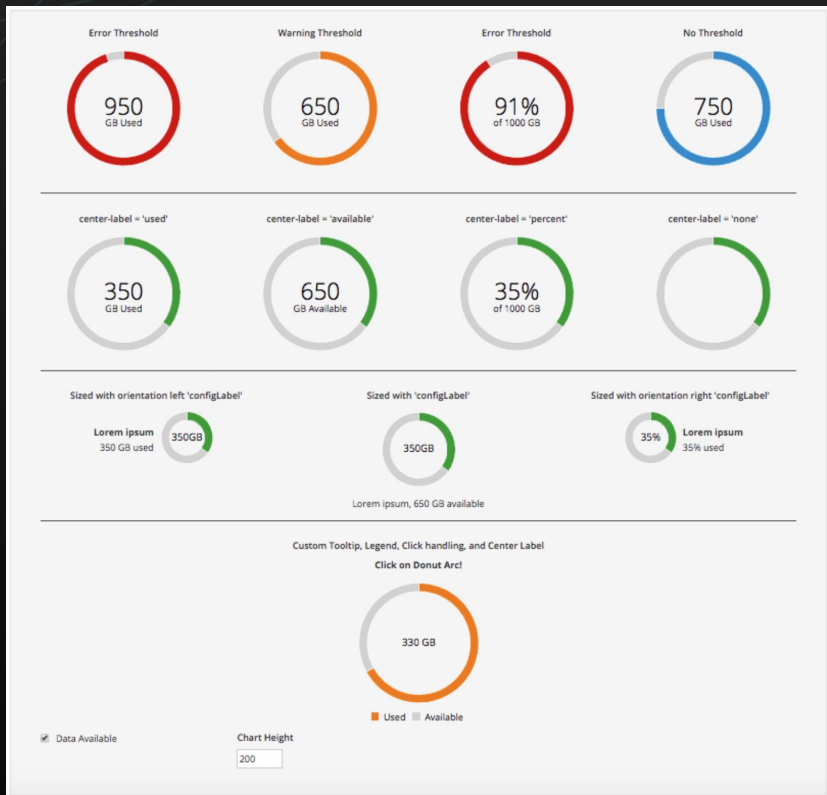 Error Threshold
Warning Threshold
Error Threshold
No Threshold
950
GB Used
650
GB Used
91%
of 1000 GB
750
GB Used
center-label = 'used'
center-label = 'available'
center-label = 'percent'
center-label = 'none'
350
GB Used
650
GB Available
35%
of 1000 GB
Sized with orientation left 'configLabel'
Sized with 'configLabel'
Sized with orientation right 'configLabel'
Lorem ipsum
350 GB used
350GB
350GB
Lorem ipsum, 650 GB available
35%
Lorem ipsum
35% used
Custom Tooltip, Legend, Click handling, and Center Label
Click on Donut Arc!
330 GB
Used
Available
Data Available
Chart Height
200